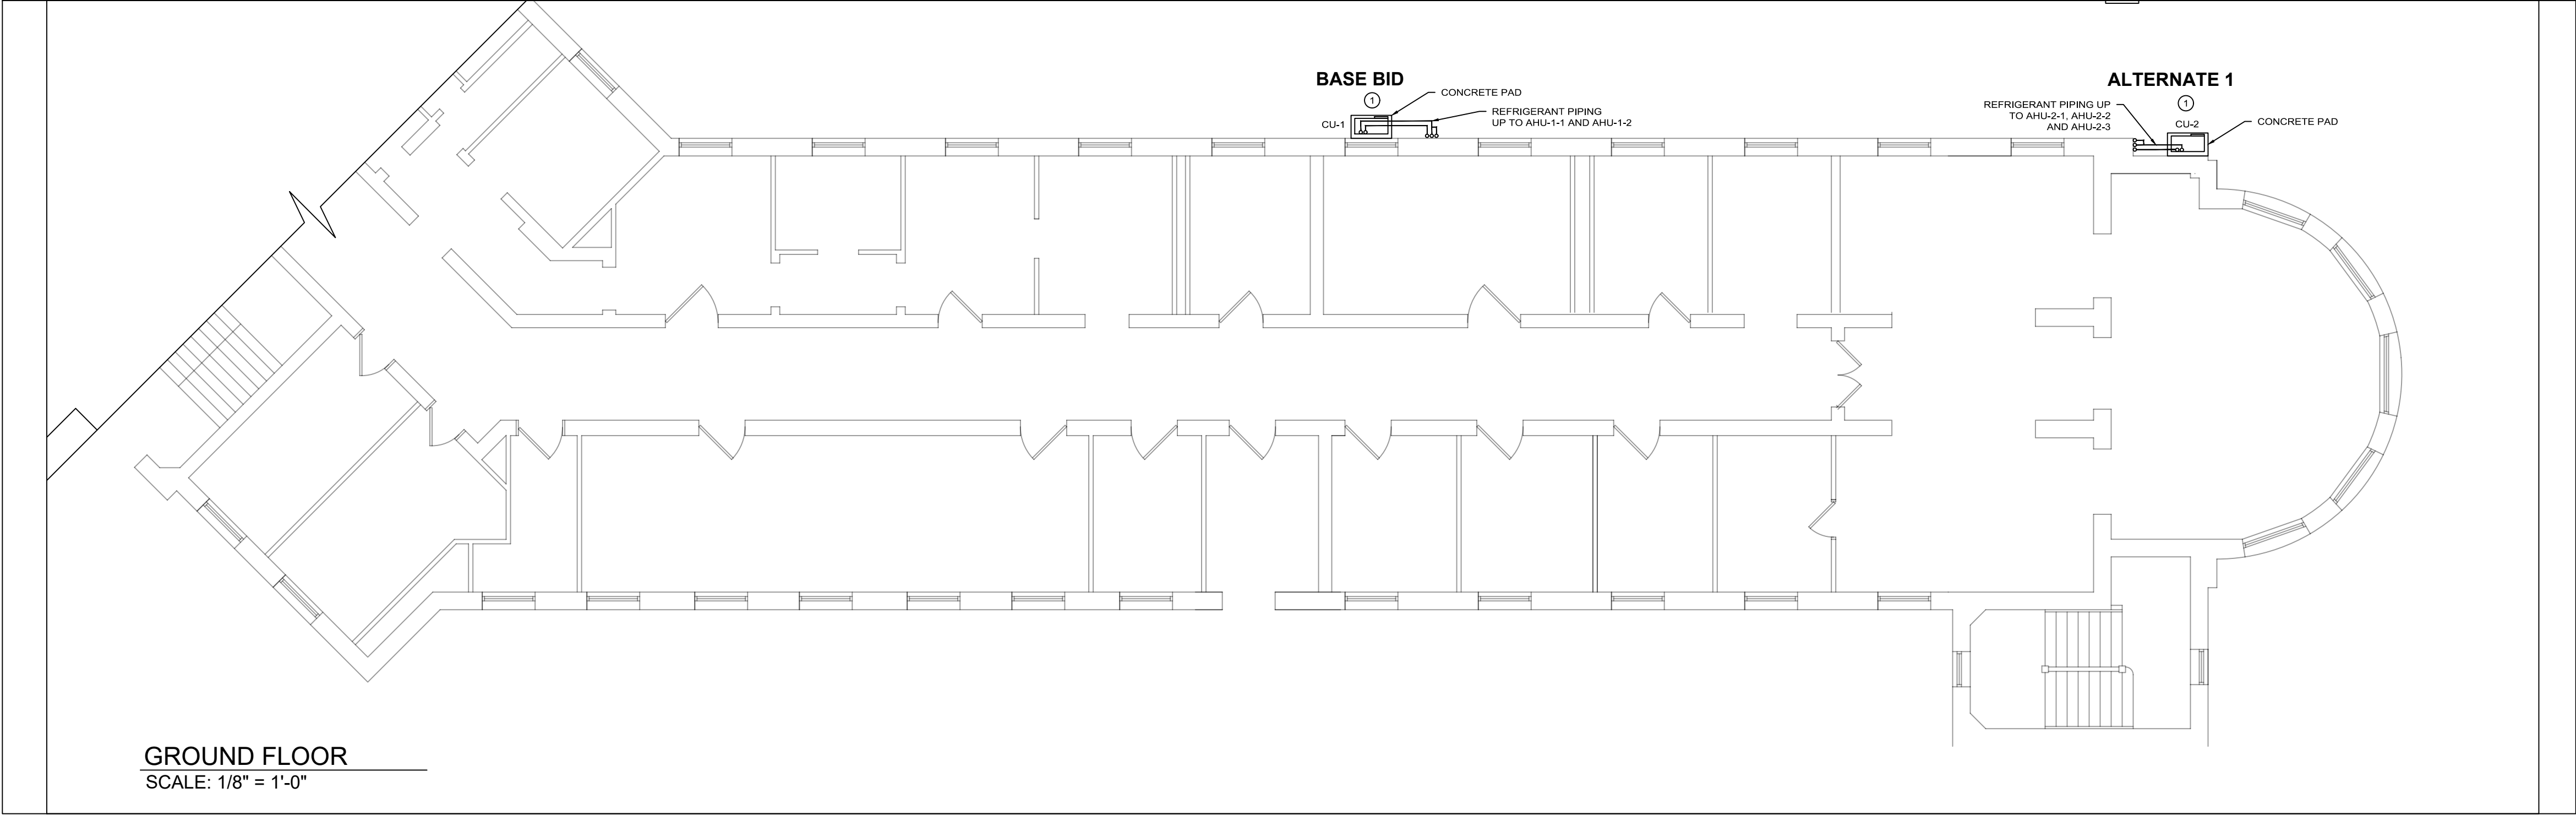 BASE BID
1
CONCRETE PAD
REFRIGERANT PIPING
UP TO AHU-1-1 AND AHU-1-2
CU-1
ALTERNATE 1
1
REFRIGERANT PIPING UP
TO AHU-2-1, AHU-2-2
AND AHU-2-3
CU-2
CONCRETE PAD
GROUND FLOOR
SCALE: 1/8" = 1'-0"